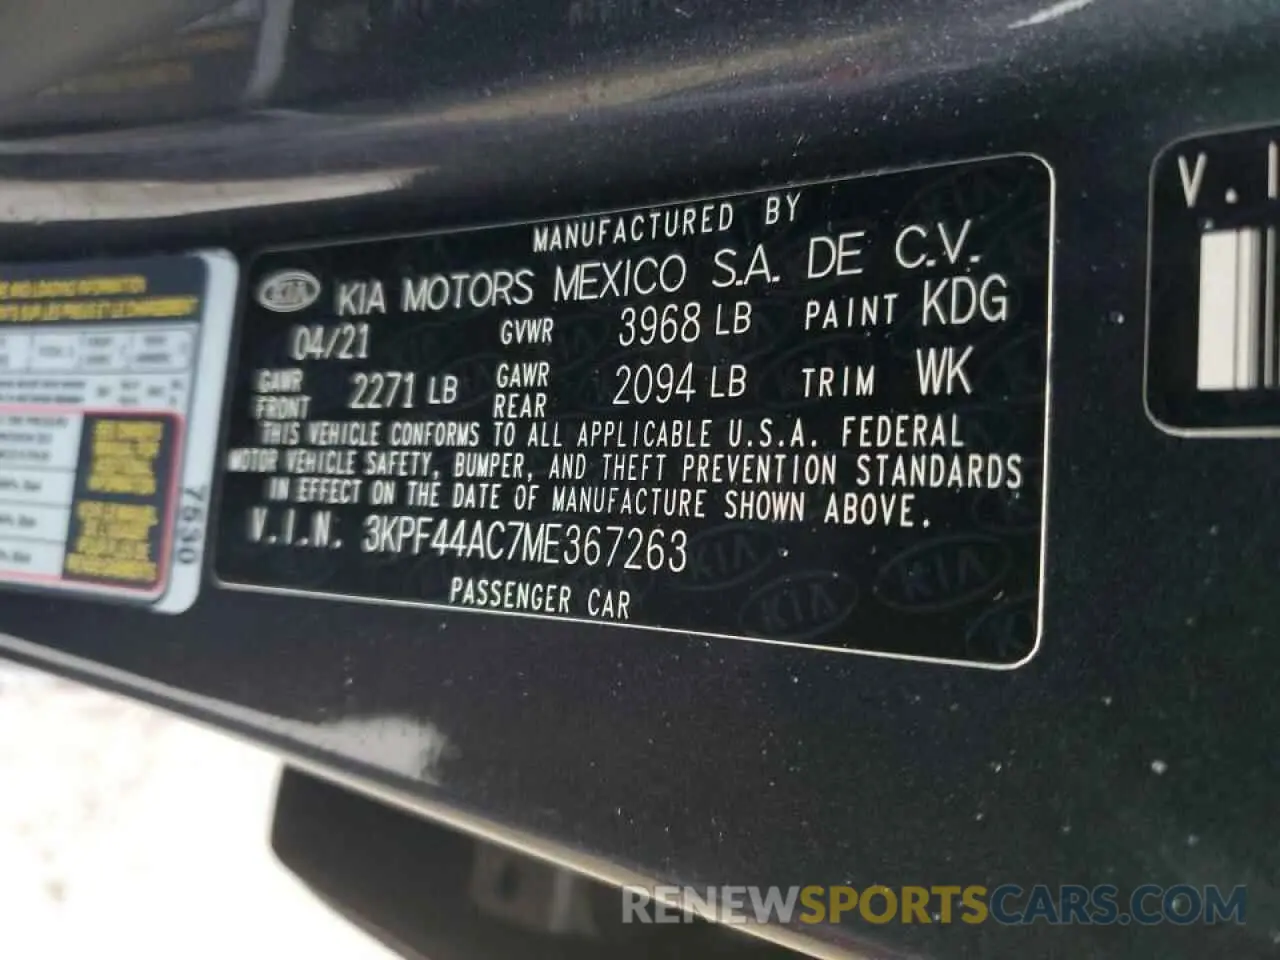 MANUFACTURED BY
KIA KIA MOTORS MEXICO S.A. DE C.V.
04/21 GVWR 3968 LB PAINT KDG
GAWR FRONT 2271 LB GAWR REAR 2094 LB TRIM WK
THIS VEHICLE CONFORMS TO ALL APPLICABLE U.S.A. FEDERAL
MOTOR VEHICLE SAFETY, BUMPER, AND THEFT PREVENTION STANDARDS
IN EFFECT ON THE DATE OF MANUFACTURE SHOWN ABOVE.
V.I.N. 3KPF44AC7ME367263
PASSENGER CAR
7630
V.I
RENEWSPORTSCARS.COM